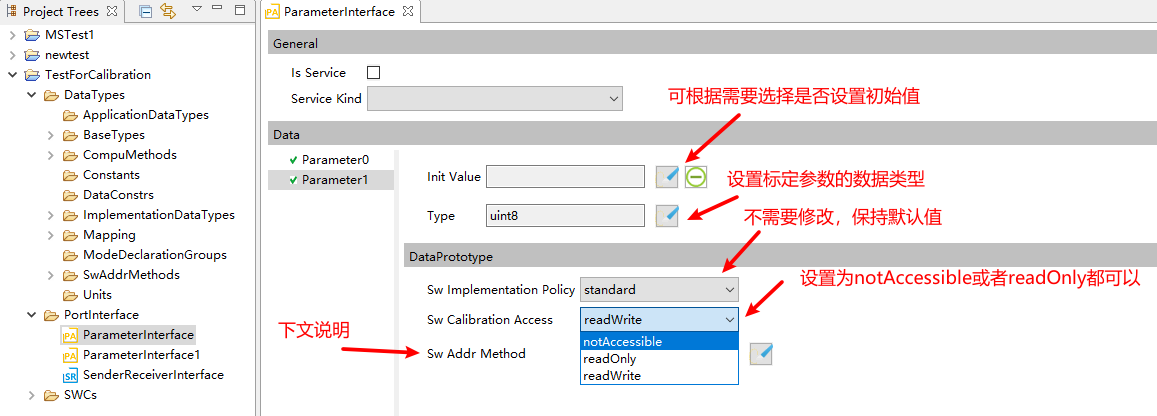 Project Trees
MSTest1
newtest
TestForCalibration
DataTypes
ApplicationDataTypes
BaseTypes
CompuMethods
Constants
DataConstrs
ImplementationDataTypes
Mapping
ModeDeclarationGroups
SwAddrMethods
Units
PortInterface
ParameterInterface
ParameterInterface1
SenderReceiverInterface
SWCs
ParameterInterface
General
Is Service
Service Kind
可根据需要选择是否设置初始值
Data
Parameter0
Parameter1
Init Value
设置标定参数的数据类型
Type uint8
不需要修改，保持默认值
DataPrototype
设置为notAccessible或者readOnly都可以
Sw Implementation Policy standard
Sw Calibration Access readWrite
下文说明
notAccessible
Sw Addr Method
readOnly
readWrite